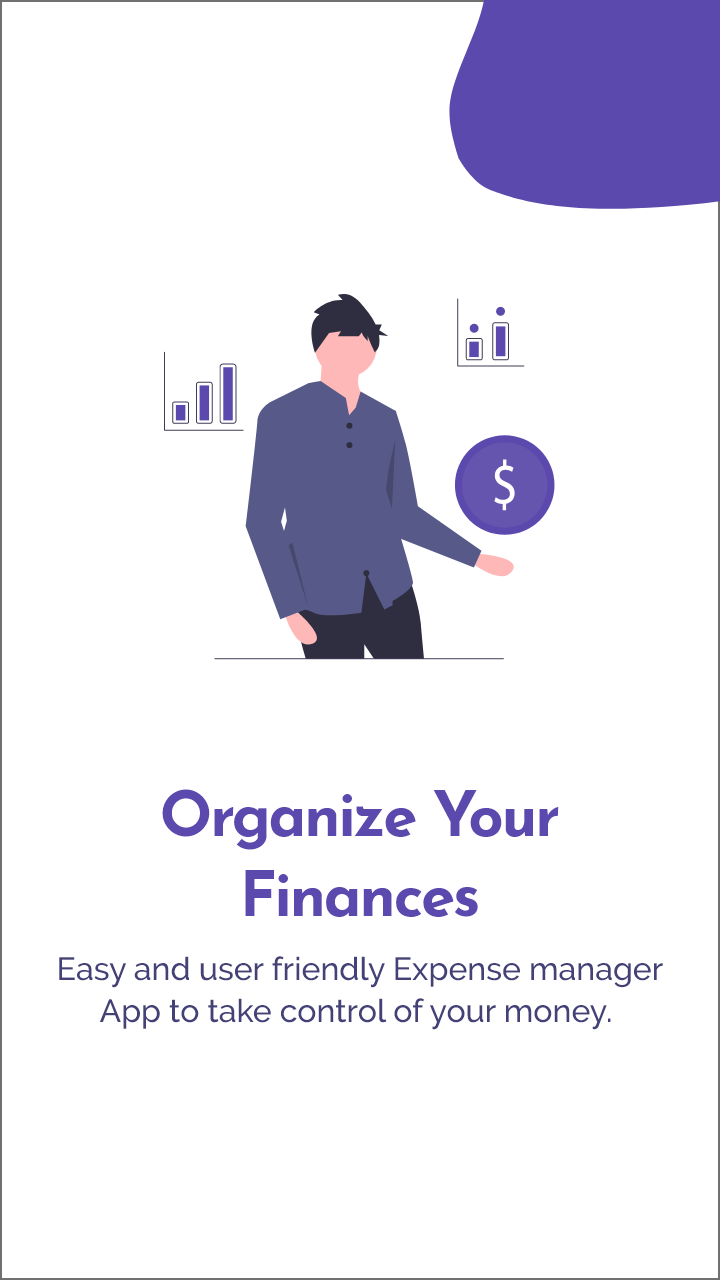 $
Organize Your
Finances
Easy and user friendly Expense manager
App to take control of your money.